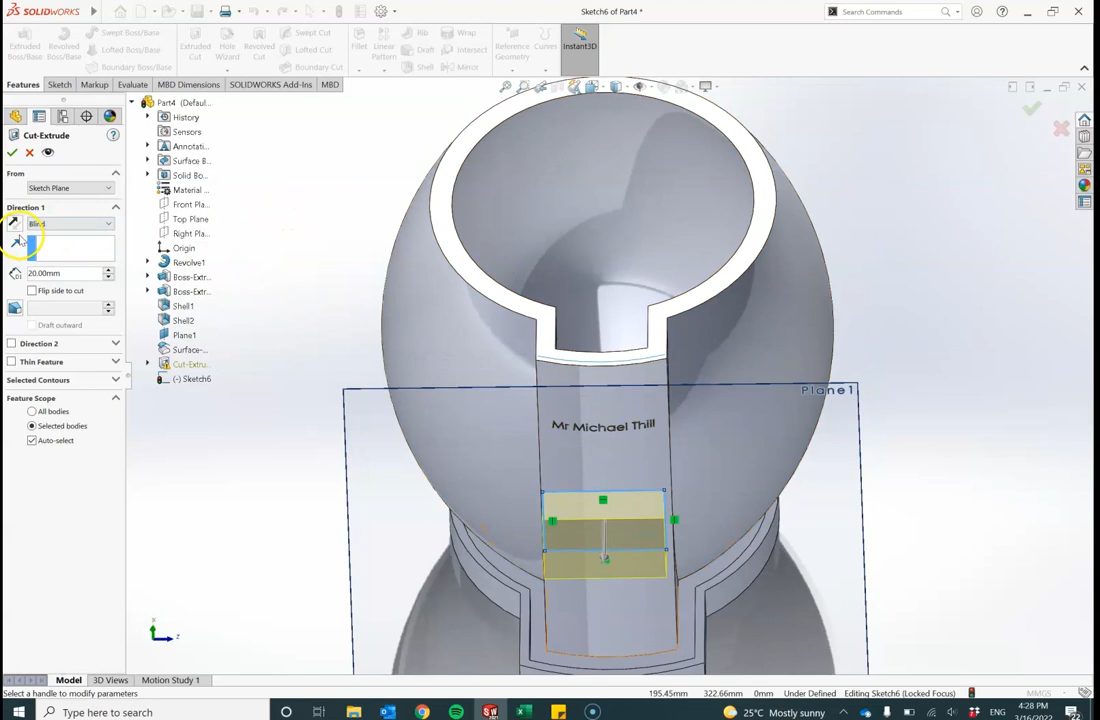 SOLIDWORKS
Sketch6 of Part4 *
Search Commands
Extruded Boss/Base
Revolved Boss/Base
Swept Boss/Base
Lofted Boss/Base
Boundary Boss/Base
Extruded Cut
Hole Wizard
Revolved Cut
Swept Cut
Lofted Cut
Boundary Cut
Fillet
Linear Pattern
Rib
Draft
Shell
Wrap
Intersect
Mirror
Reference Geometry
Curves
Instant3D
Features
Sketch
Markup
Evaluate
MBD Dimensions
SOLIDWORKS Add-Ins
MBD
Cut-Extrude
From
Sketch Plane
Direction 1
Blind
20.00mm
Flip side to cut
Draft outward
Direction 2
Thin Feature
Selected Contours
Feature Scope
All bodies
Selected bodies
Auto-select
Part4 (Defaul...
History
Sensors
Annotati...
Surface B...
Solid Bo...
Material ...
Front Pla...
Top Plane
Right Pla...
Origin
Revolve1
Boss-Extr...
Boss-Extr...
Shell1
Shell2
Plane1
Surface-...
Cut-Extru...
(-) Sketch6
Plane1
Mr Michael Thill
Model
3D Views
Motion Study 1
Select a handle to modify parameters
195.45mm
322.66mm
0mm
Under Defined
Editing Sketch6 (Locked Focus)
MMGS
Type here to search
25°C Mostly sunny
ENG
4:28 PM
3/16/2022
22